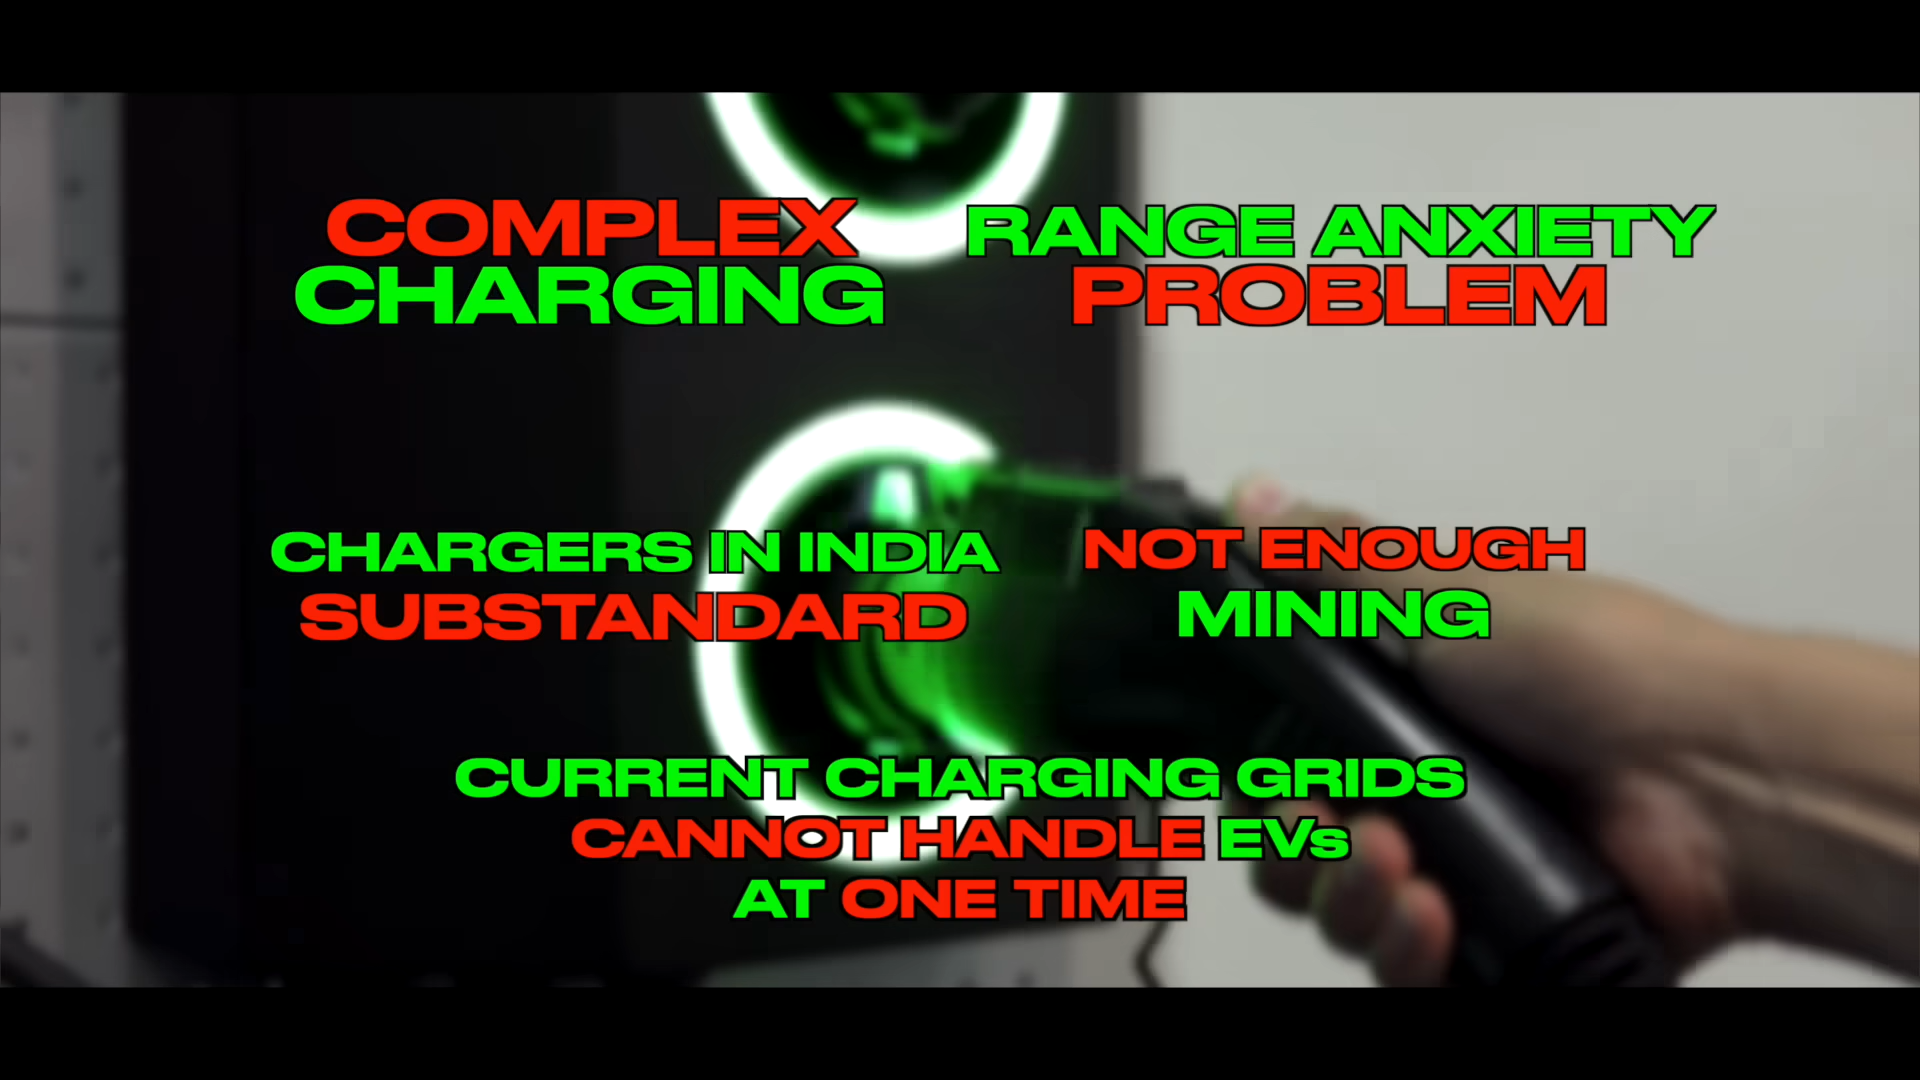 COMPLEX
CHARGING
RANGE ANXIETY
PROBLEM
CHARGERS IN INDIA
SUBSTANDARD
NOT ENOUGH
MINING
CURRENT CHARGING GRIDS
CANNOT HANDLE EVs
AT ONE TIME